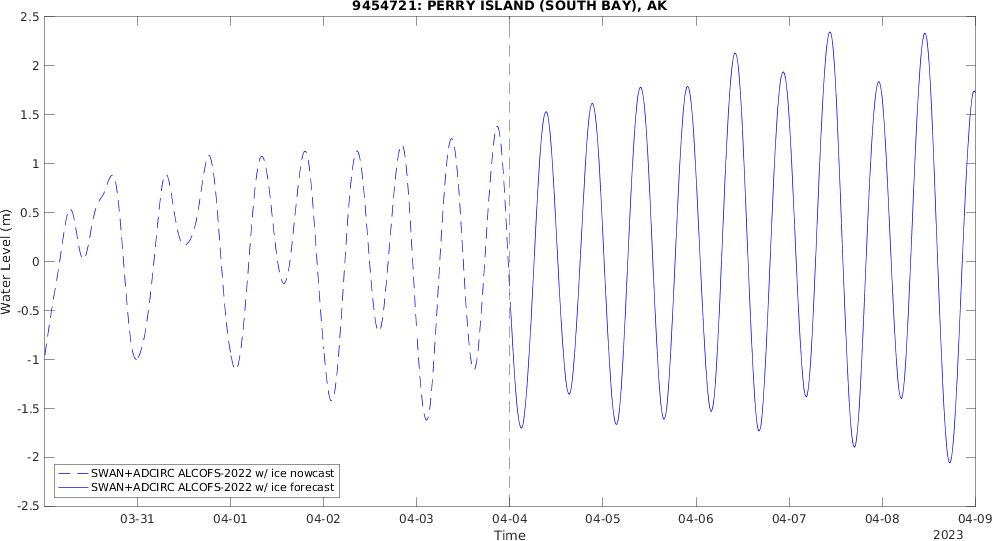 9454721: PERRY ISLAND (SOUTH BAY), AK
2.5
2
1.5
1
0.5
0
-0.5
-1
-1.5
-2
-2.5
Water Level (m)
SWAN+ADCIRC ALCOFS-2022 w/ ice nowcast
SWAN+ADCIRC ALCOFS-2022 w/ ice forecast
03-31 04-01 04-02 04-03 04-04 04-05 04-06 04-07 04-08 04-09
Time
2023